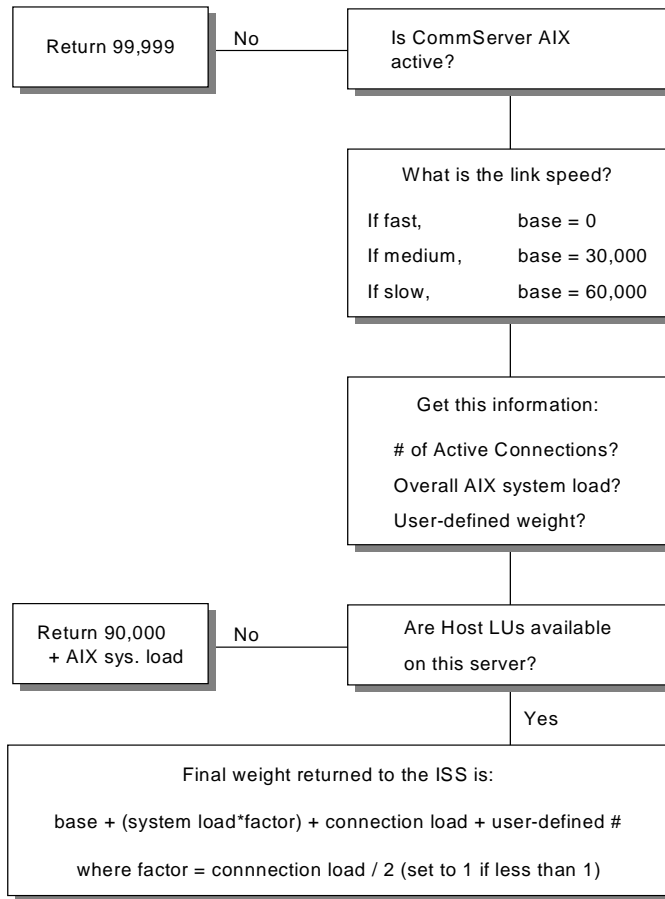 Return 99,999
No
Is CommServer AIX
active?
What is the link speed?
If fast, base = 0
If medium, base = 30,000
If slow, base = 60,000
Get this information:
# of Active Connections?
Overall AIX system load?
User-defined weight?
Return 90,000
+ AIX sys. load
No
Are Host LUs available
on this server?
Yes
Final weight returned to the ISS is:
base + (system load*factor) + connection load + user-defined #
where factor = connnection load / 2 (set to 1 if less than 1)